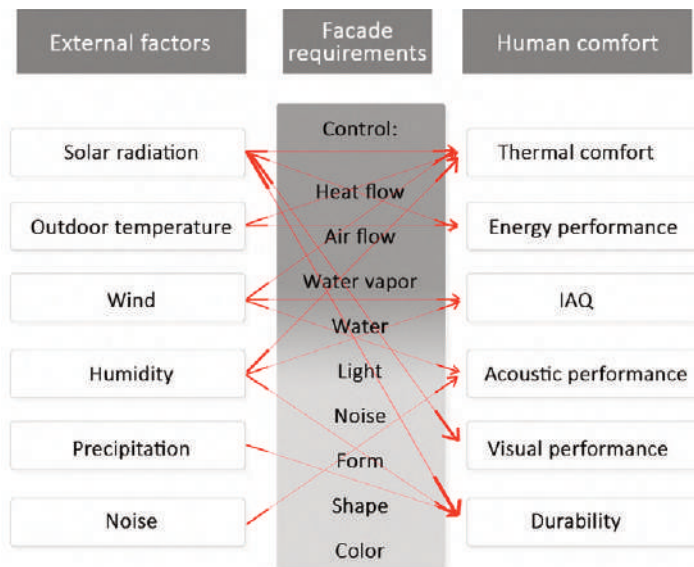 External factors
Facade
requirements
Human comfort
Control:
Solar radiation
Thermal comfort
Heat flow
Outdoor temperature
Energy performance
Air flow
Water vapor
Wind
IAQ
Water
Humidity
Light
Acoustic performance
Noise
Precipitation
Visual performance
Form
Shape
Noise
Durability
Color